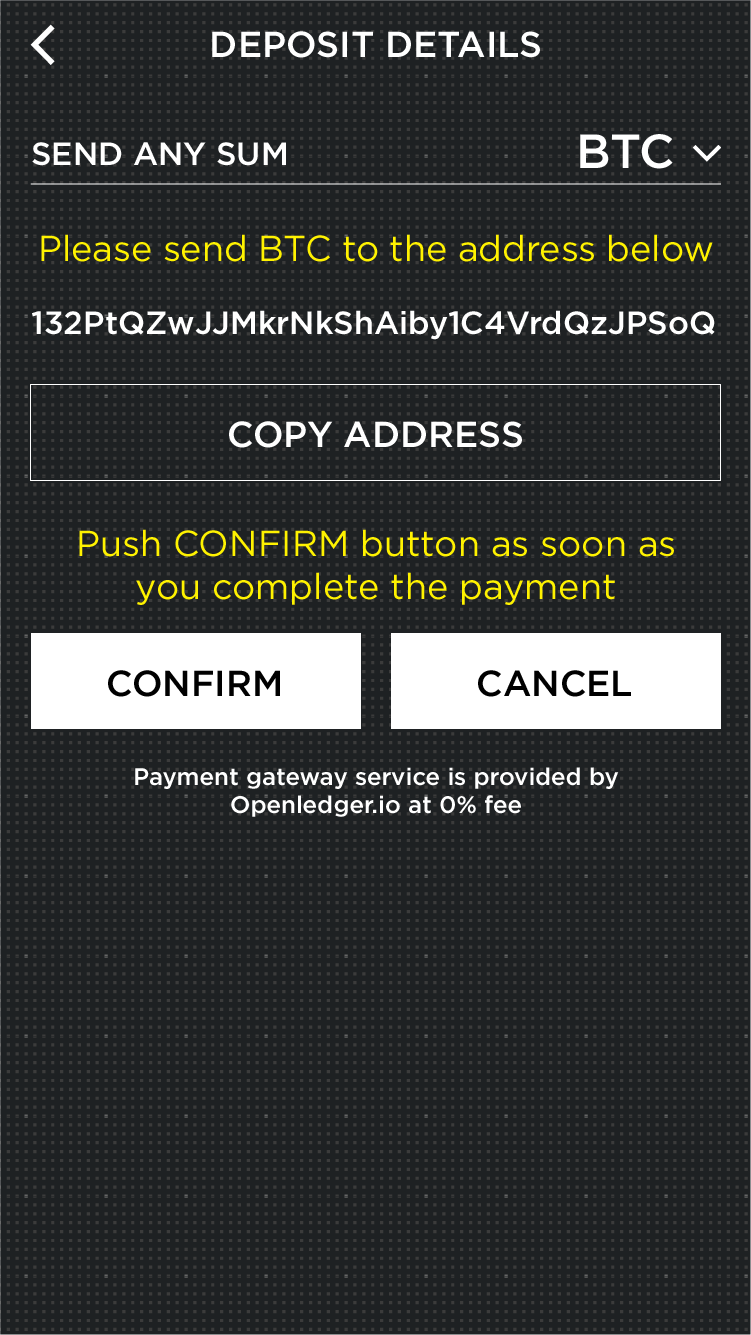 DEPOSIT DETAILS
SEND ANY SUM BTC
Please send BTC to the address below
132PtQZwJJMkrNkShAiby1C4VrdQzJPSoQ
COPY ADDRESS
Push CONFIRM button as soon as
you complete the payment
CONFIRM CANCEL
Payment gateway service is provided by
Openledger.io at 0% fee